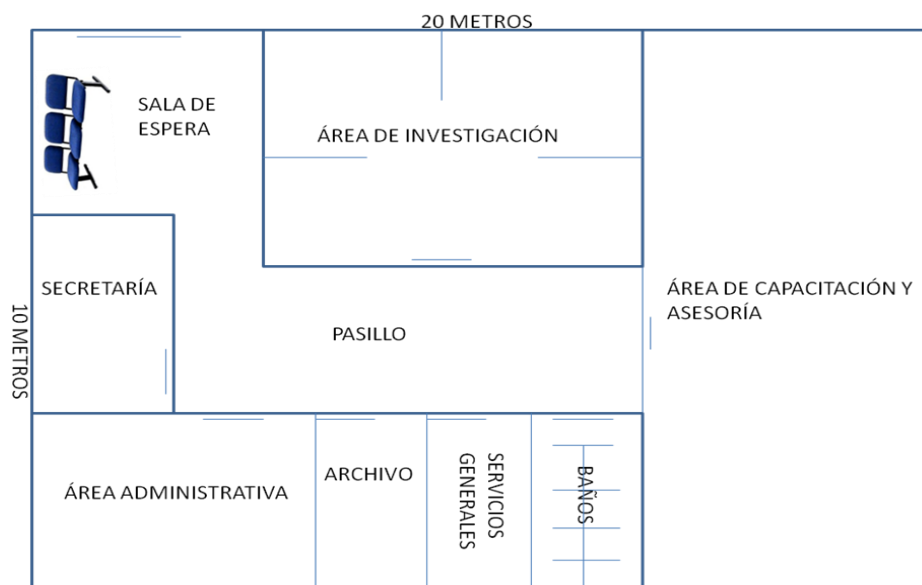 20 METROS
SALA DE
ESPERA
ÁREA DE INVESTIGACIÓN
SECRETARÍA
10 METROS
PASILLO
ÁREA DE CAPACITACIÓN Y
ASESORÍA
ÁREA ADMINISTRATIVA
ARCHIVO
SERVICIOS
GENERALES
BAÑOS